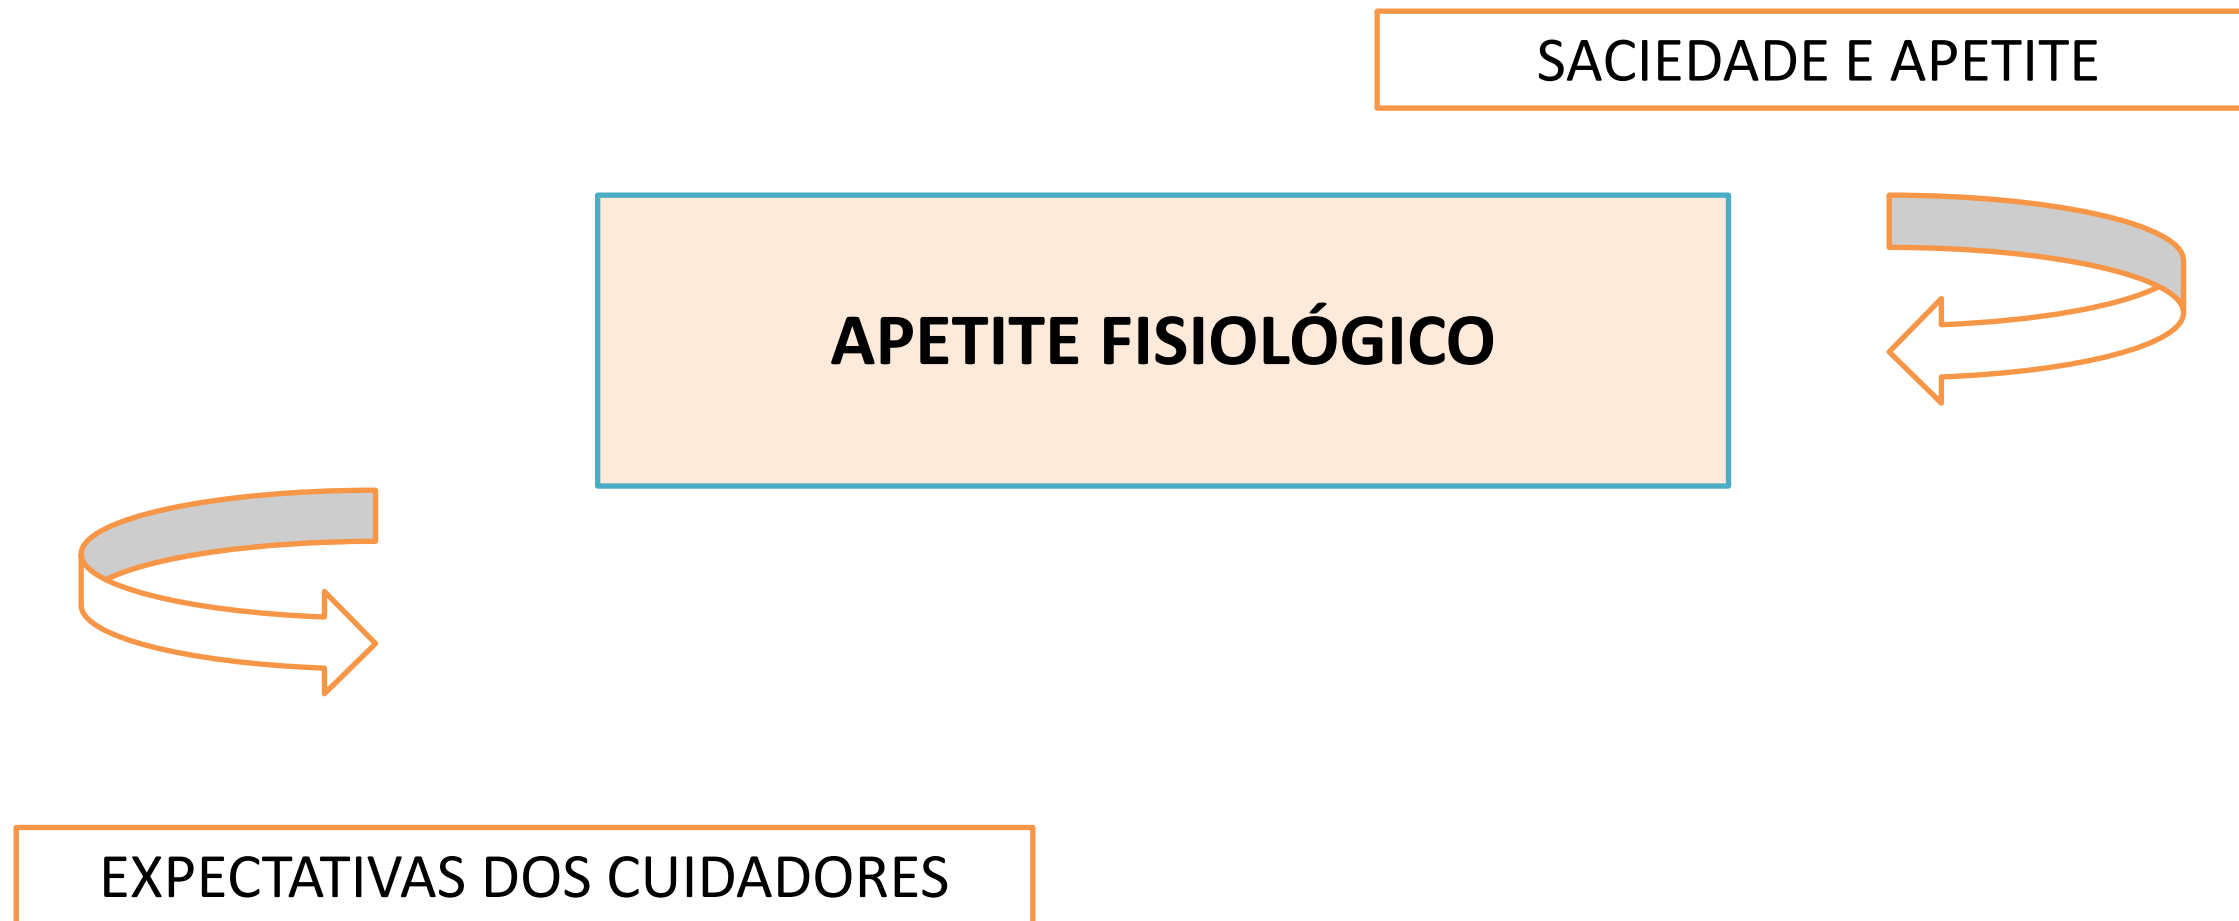 SACIEDADE E APETITE
APETITE FISIOLÓGICO
EXPECTATIVAS DOS CUIDADORES